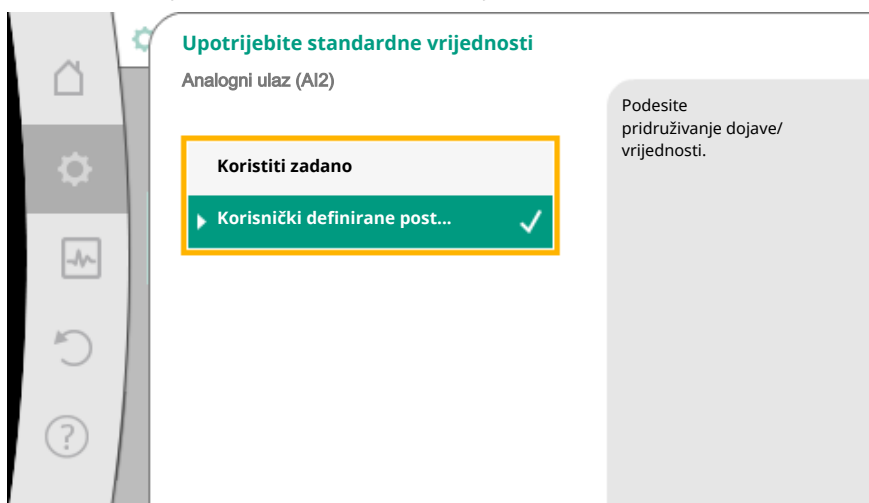 Upotrijebite standardne vrijednosti
Analogni ulaz (AI2)
Podesite
pridruživanje dojave/
vrijednosti.
Koristiti zadano
Korisnički definirane post...
?